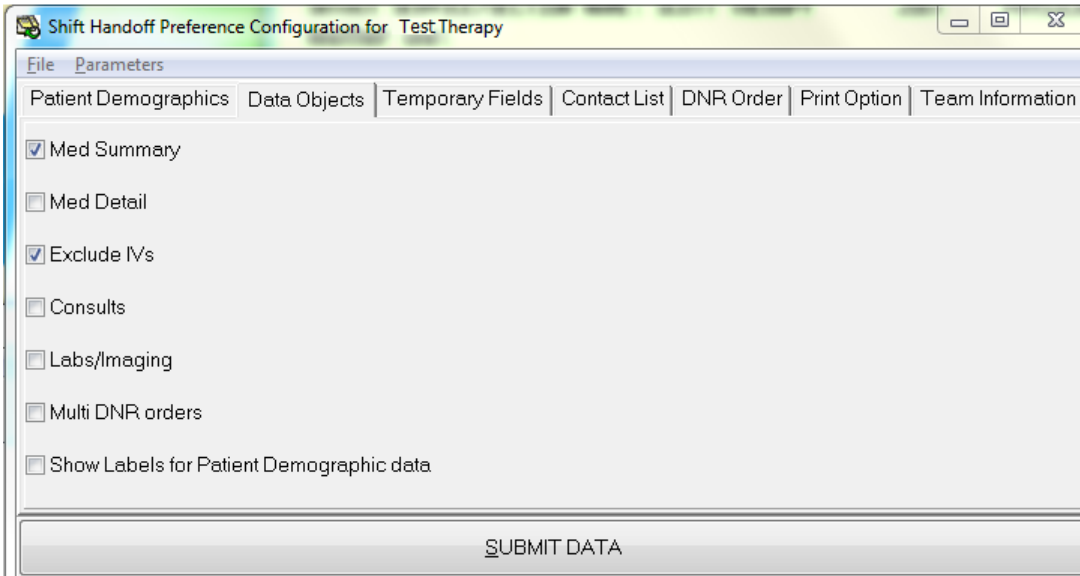 Shift Handoff Preference Configuration for Test Therapy
File Parameters
Patient Demographics Data Objects Temporary Fields Contact List DNR Order Print Option Team Information
Med Summary
Med Detail
Exclude IVs
Consults
Labs/Imaging
Multi DNR orders
Show Labels for Patient Demographic data
SUBMIT DATA